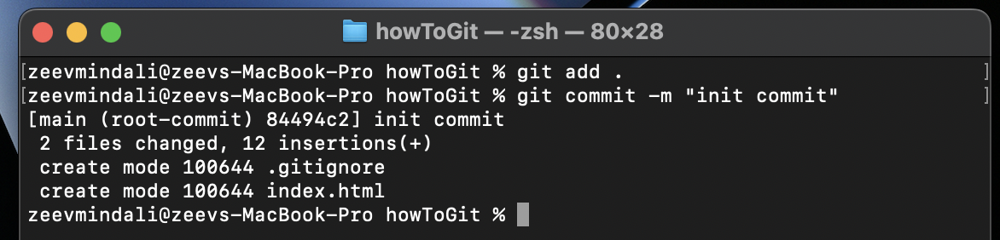 howToGit — -zsh — 80×28
[zeevmindali@zeevs-MacBook-Pro howToGit % git add . ]
[zeevmindali@zeevs-MacBook-Pro howToGit % git commit -m "init commit" ]
[main (root-commit) 84494c2] init commit
 2 files changed, 12 insertions(+)
 create mode 100644 .gitignore
 create mode 100644 index.html
zeevmindali@zeevs-MacBook-Pro howToGit %